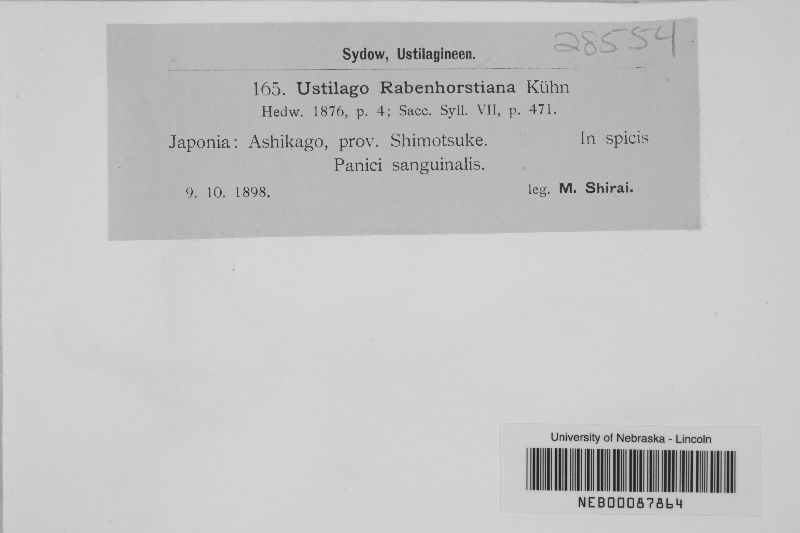 28554
Sydow, Ustilagineen.
165. Ustilago Rabenhorstiana Kühn
Hedw. 1876, p. 4; Sacc. Syll. VII, p. 471.
Japonia: Ashikago, prov. Shimotsuke. In spicis
Panici sanguinalis.
9. 10. 1898. leg. M. Shirai.
University of Nebraska - Lincoln
NEB00087864